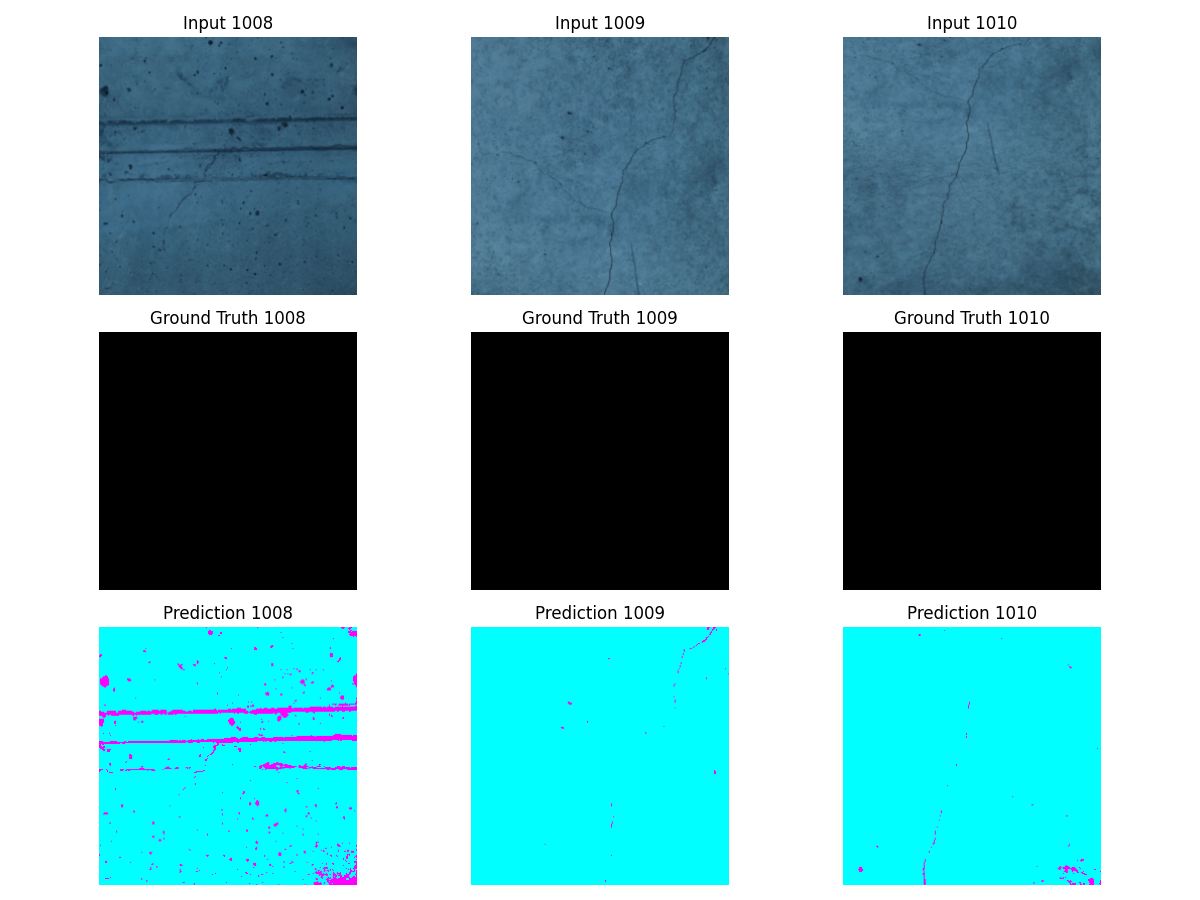 Input 1008
Input 1009
Input 1010
Ground Truth 1008
Ground Truth 1009
Ground Truth 1010
Prediction 1008
Prediction 1009
Prediction 1010